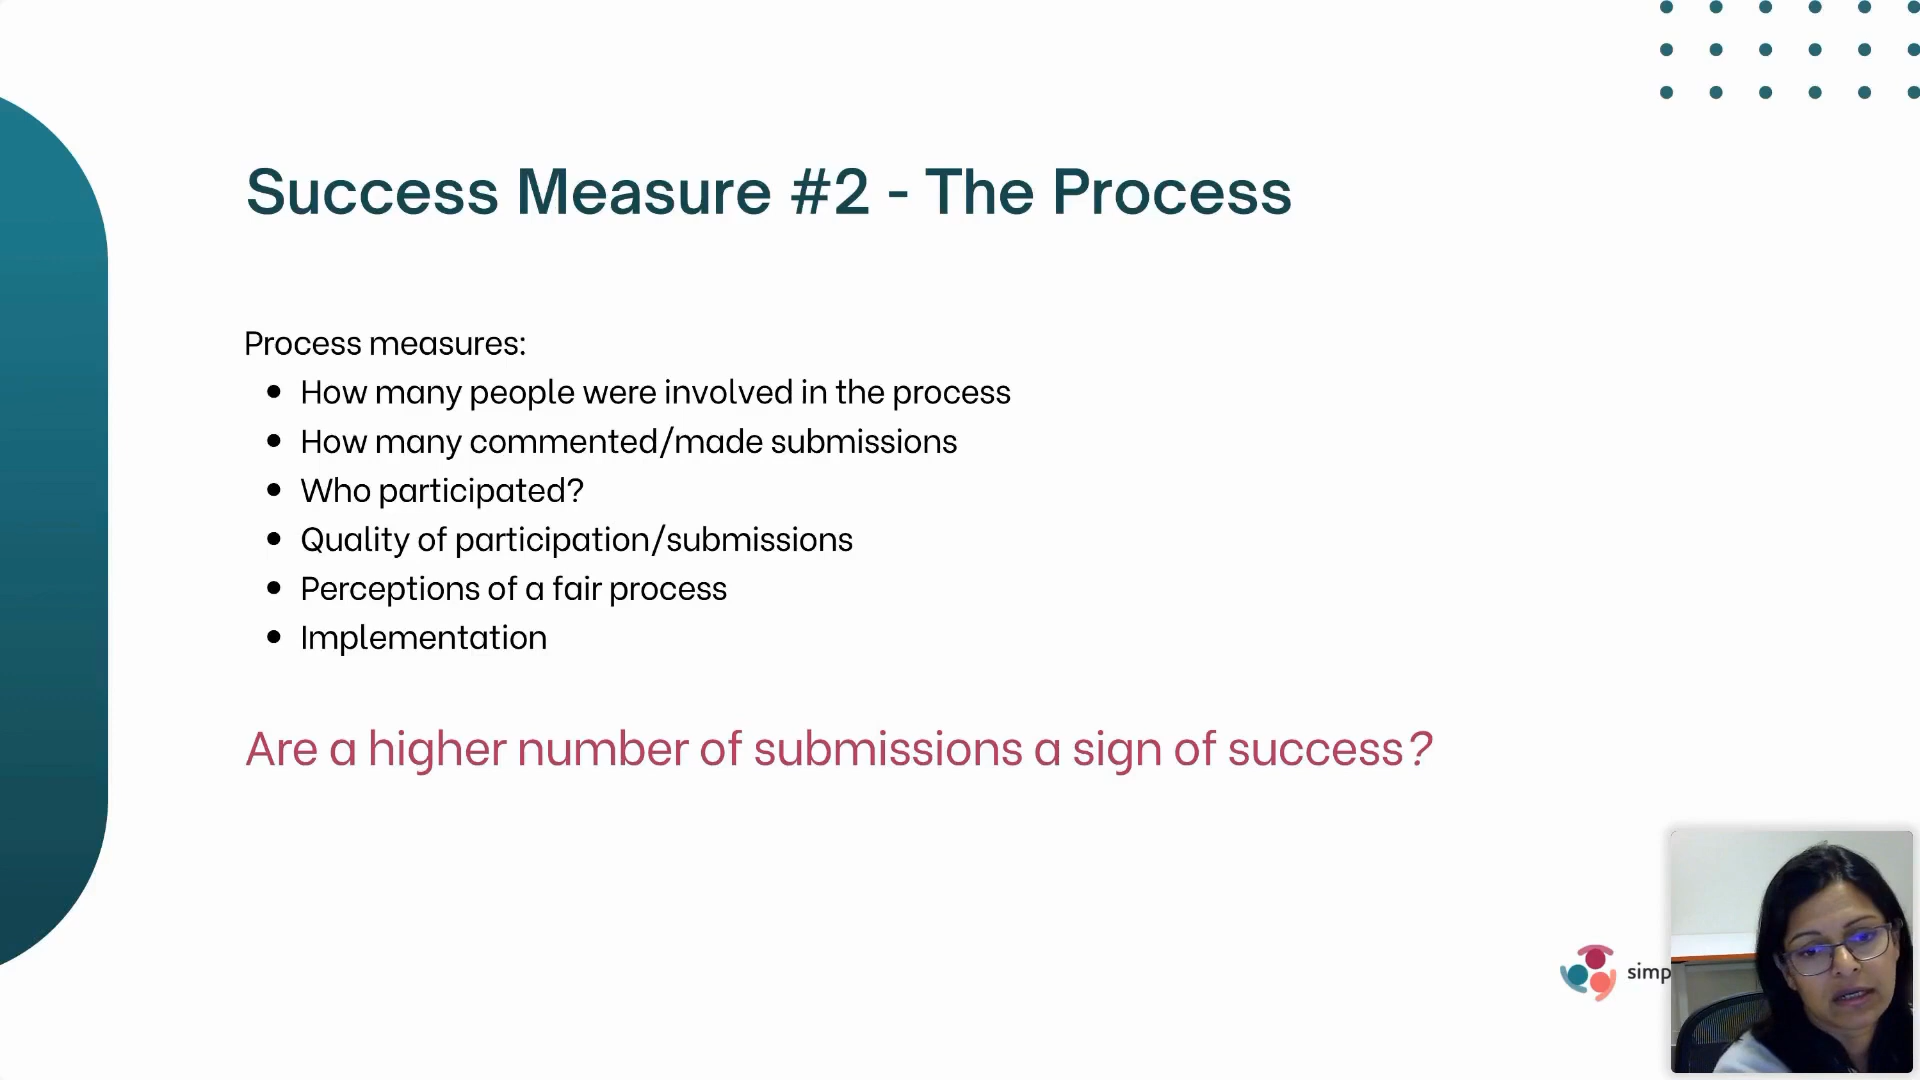 Success Measure #2 - The Process
Process measures:
How many people were involved in the process
How many commented/made submissions
Who participated?
Quality of participation/submissions
Perceptions of a fair process
Implementation
Are a higher number of submissions a sign of success?
simp